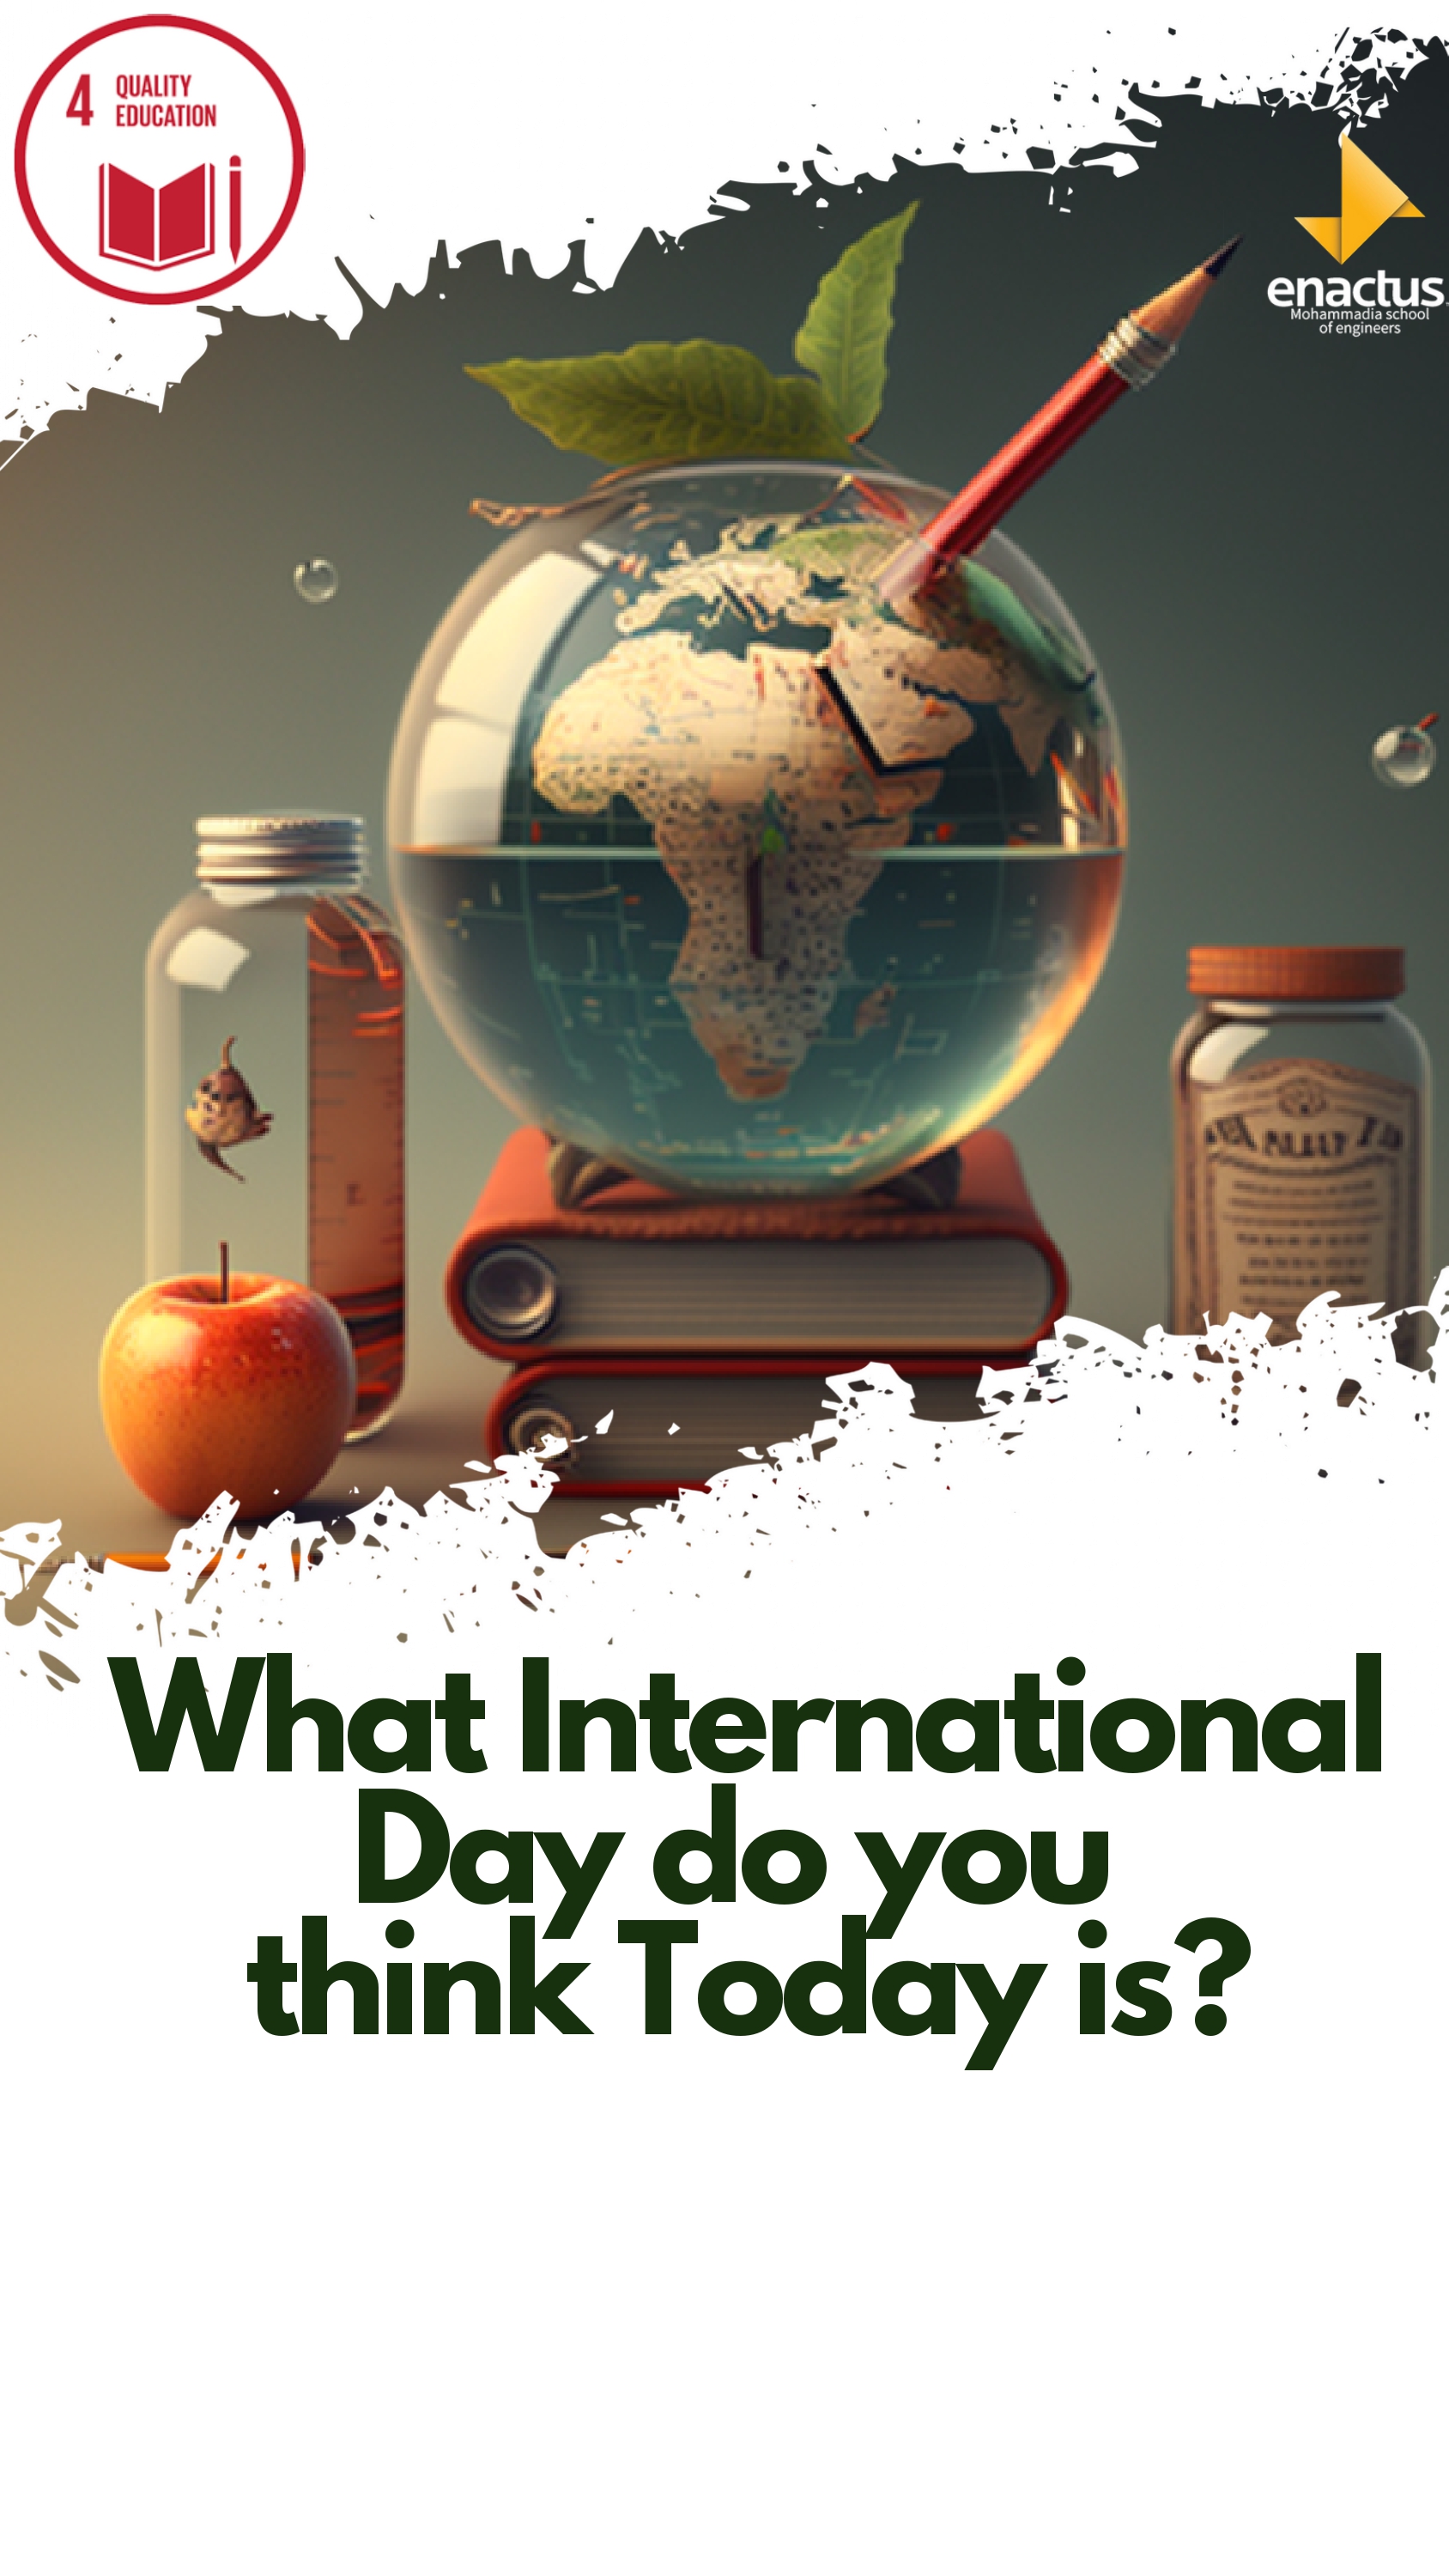 4 QUALITY
EDUCATION
enactus
Mohammadia school
of engineers
What International
Day do you
think Today is?